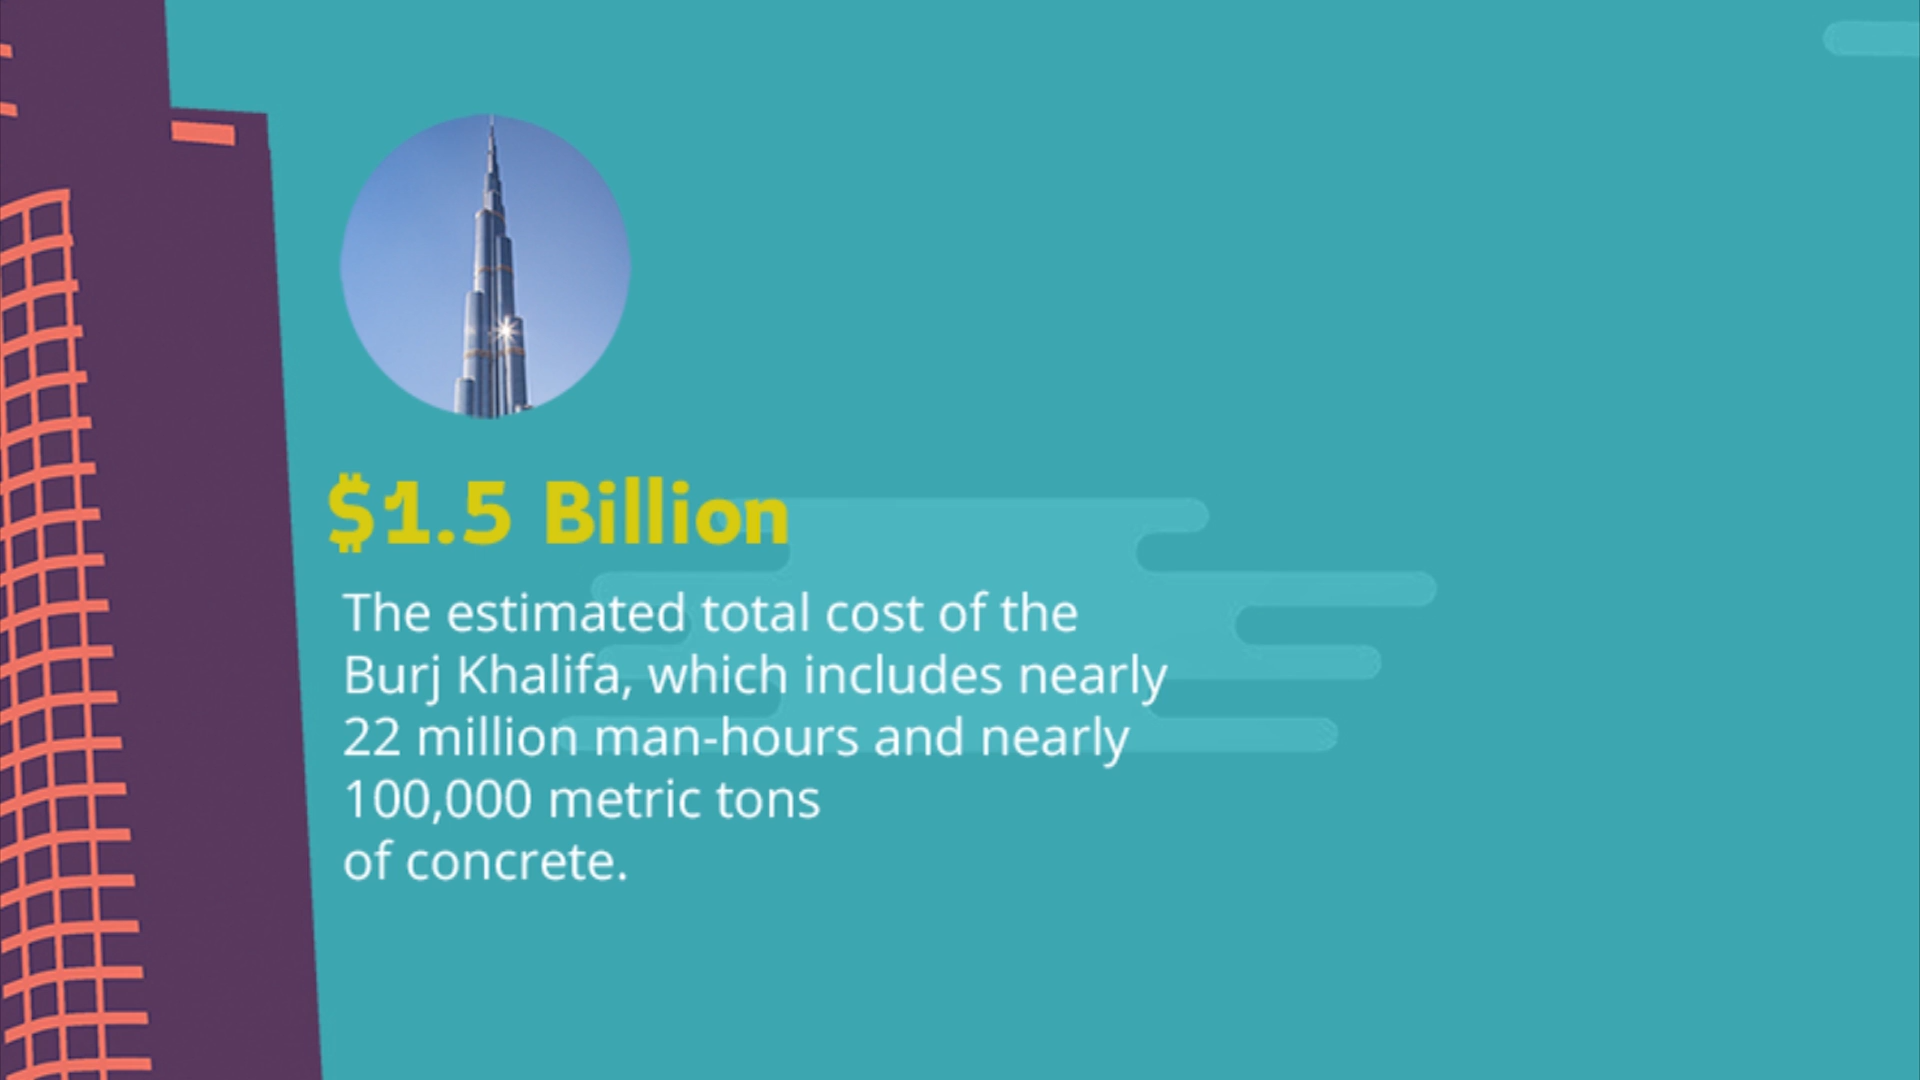 $1.5 Billion
The estimated total cost of the
Burj Khalifa, which includes nearly
22 million man-hours and nearly
100,000 metric tons
of concrete.